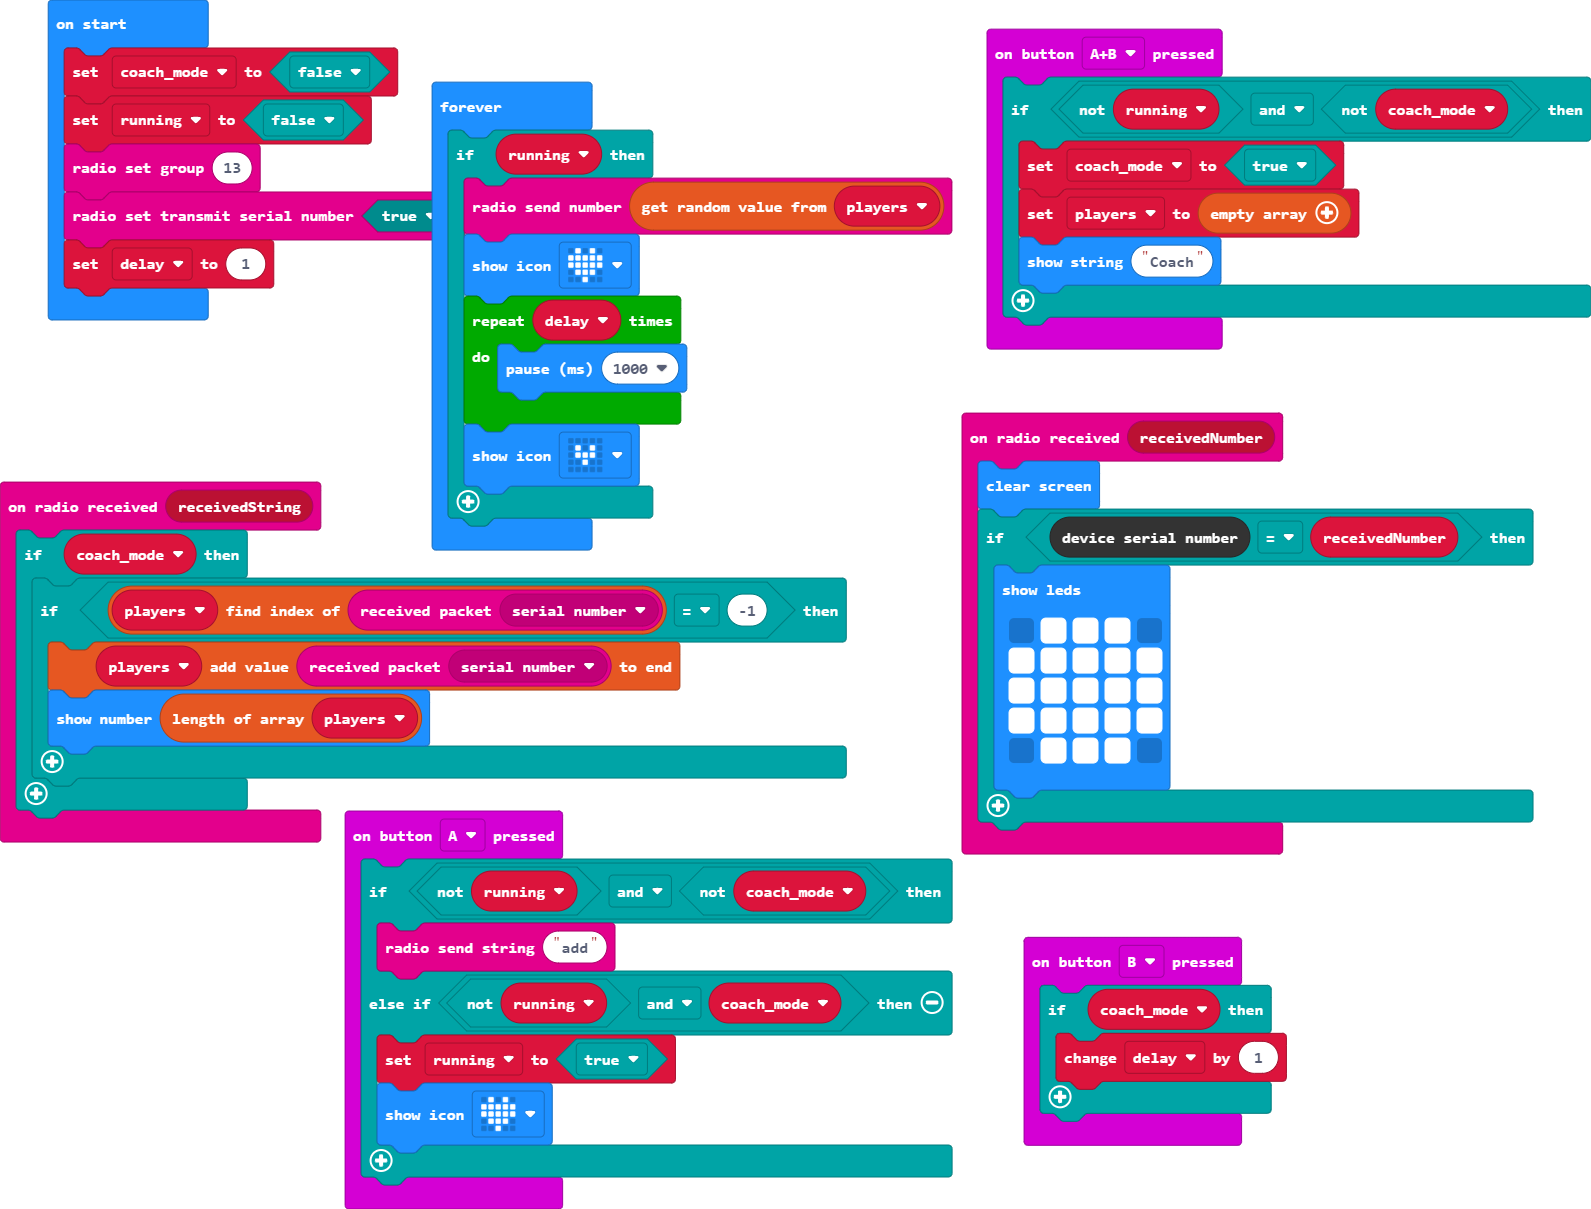 on start
set coach_mode to false
set running to false
radio set group 13
radio set transmit serial number true
set delay to 1
forever
if running then
radio send number get random value from players
show icon
repeat delay times
do
pause (ms) 1000
show icon
on button A+B pressed
if not running and not coach_mode then
set coach_mode to true
set players to empty array
show string "Coach"
on radio received receivedNumber
clear screen
if device serial number = receivedNumber then
show leds
on radio received receivedString
if coach_mode then
if players find index of received packet serial number = -1 then
players add value received packet serial number to end
show number length of array players
on button A pressed
if not running and not coach_mode then
radio send string "add"
else if not running and coach_mode then
set running to true
show icon
on button B pressed
if coach_mode then
change delay by 1